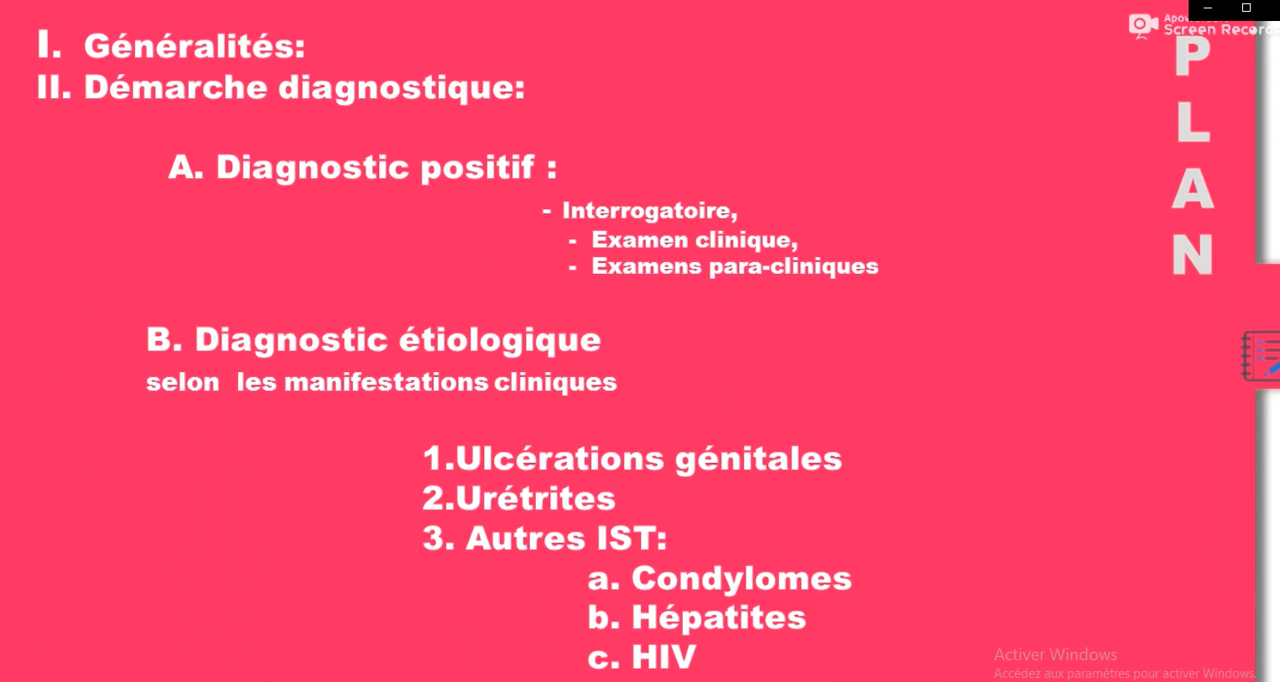 I. Généralités:
II. Démarche diagnostique:
A. Diagnostic positif :
- Interrogatoire,
- Examen clinique,
- Examens para-cliniques
B. Diagnostic étiologique
selon les manifestations cliniques
1.Ulcérations génitales
2.Urétrites
3. Autres IST:
a. Condylomes
b. Hépatites
c. HIV
P
L
A
N
Screen Recor
Activer Windows
Accédez aux paramètres pour activer Windows.